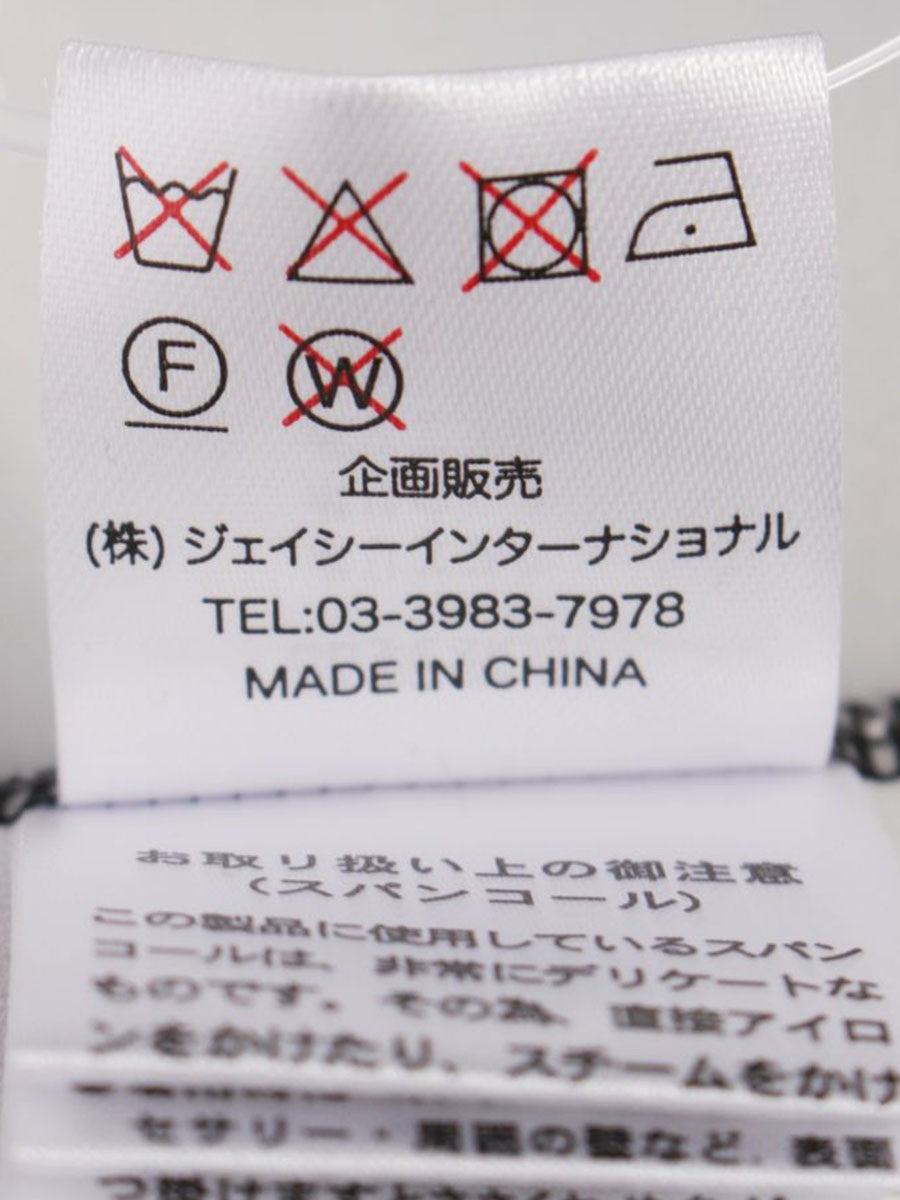 F
W
企画販売
(株) ジェイシーインターナショナル
TEL:03-3983-7978
MADE IN CHINA
お取り扱い上の御注意
(スパンコール)
この製品に使用しているスパン
コールは、非常にデリケートな
ものです。その為、直接アイロ
ンをかけたり、スチームをかけ
セサリー・周囲の壁など、表面